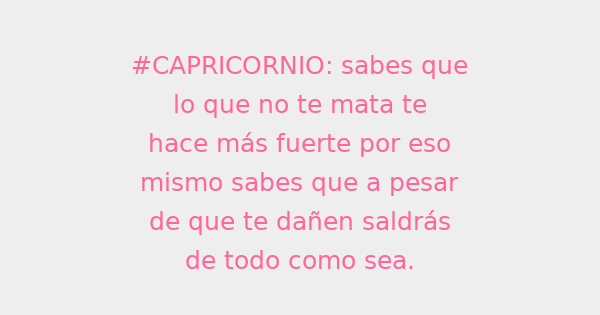 #CAPRICORNIO: sabes que
lo que no te mata te
hace más fuerte por eso
mismo sabes que a pesar
de que te dañen saldrás
de todo como sea.